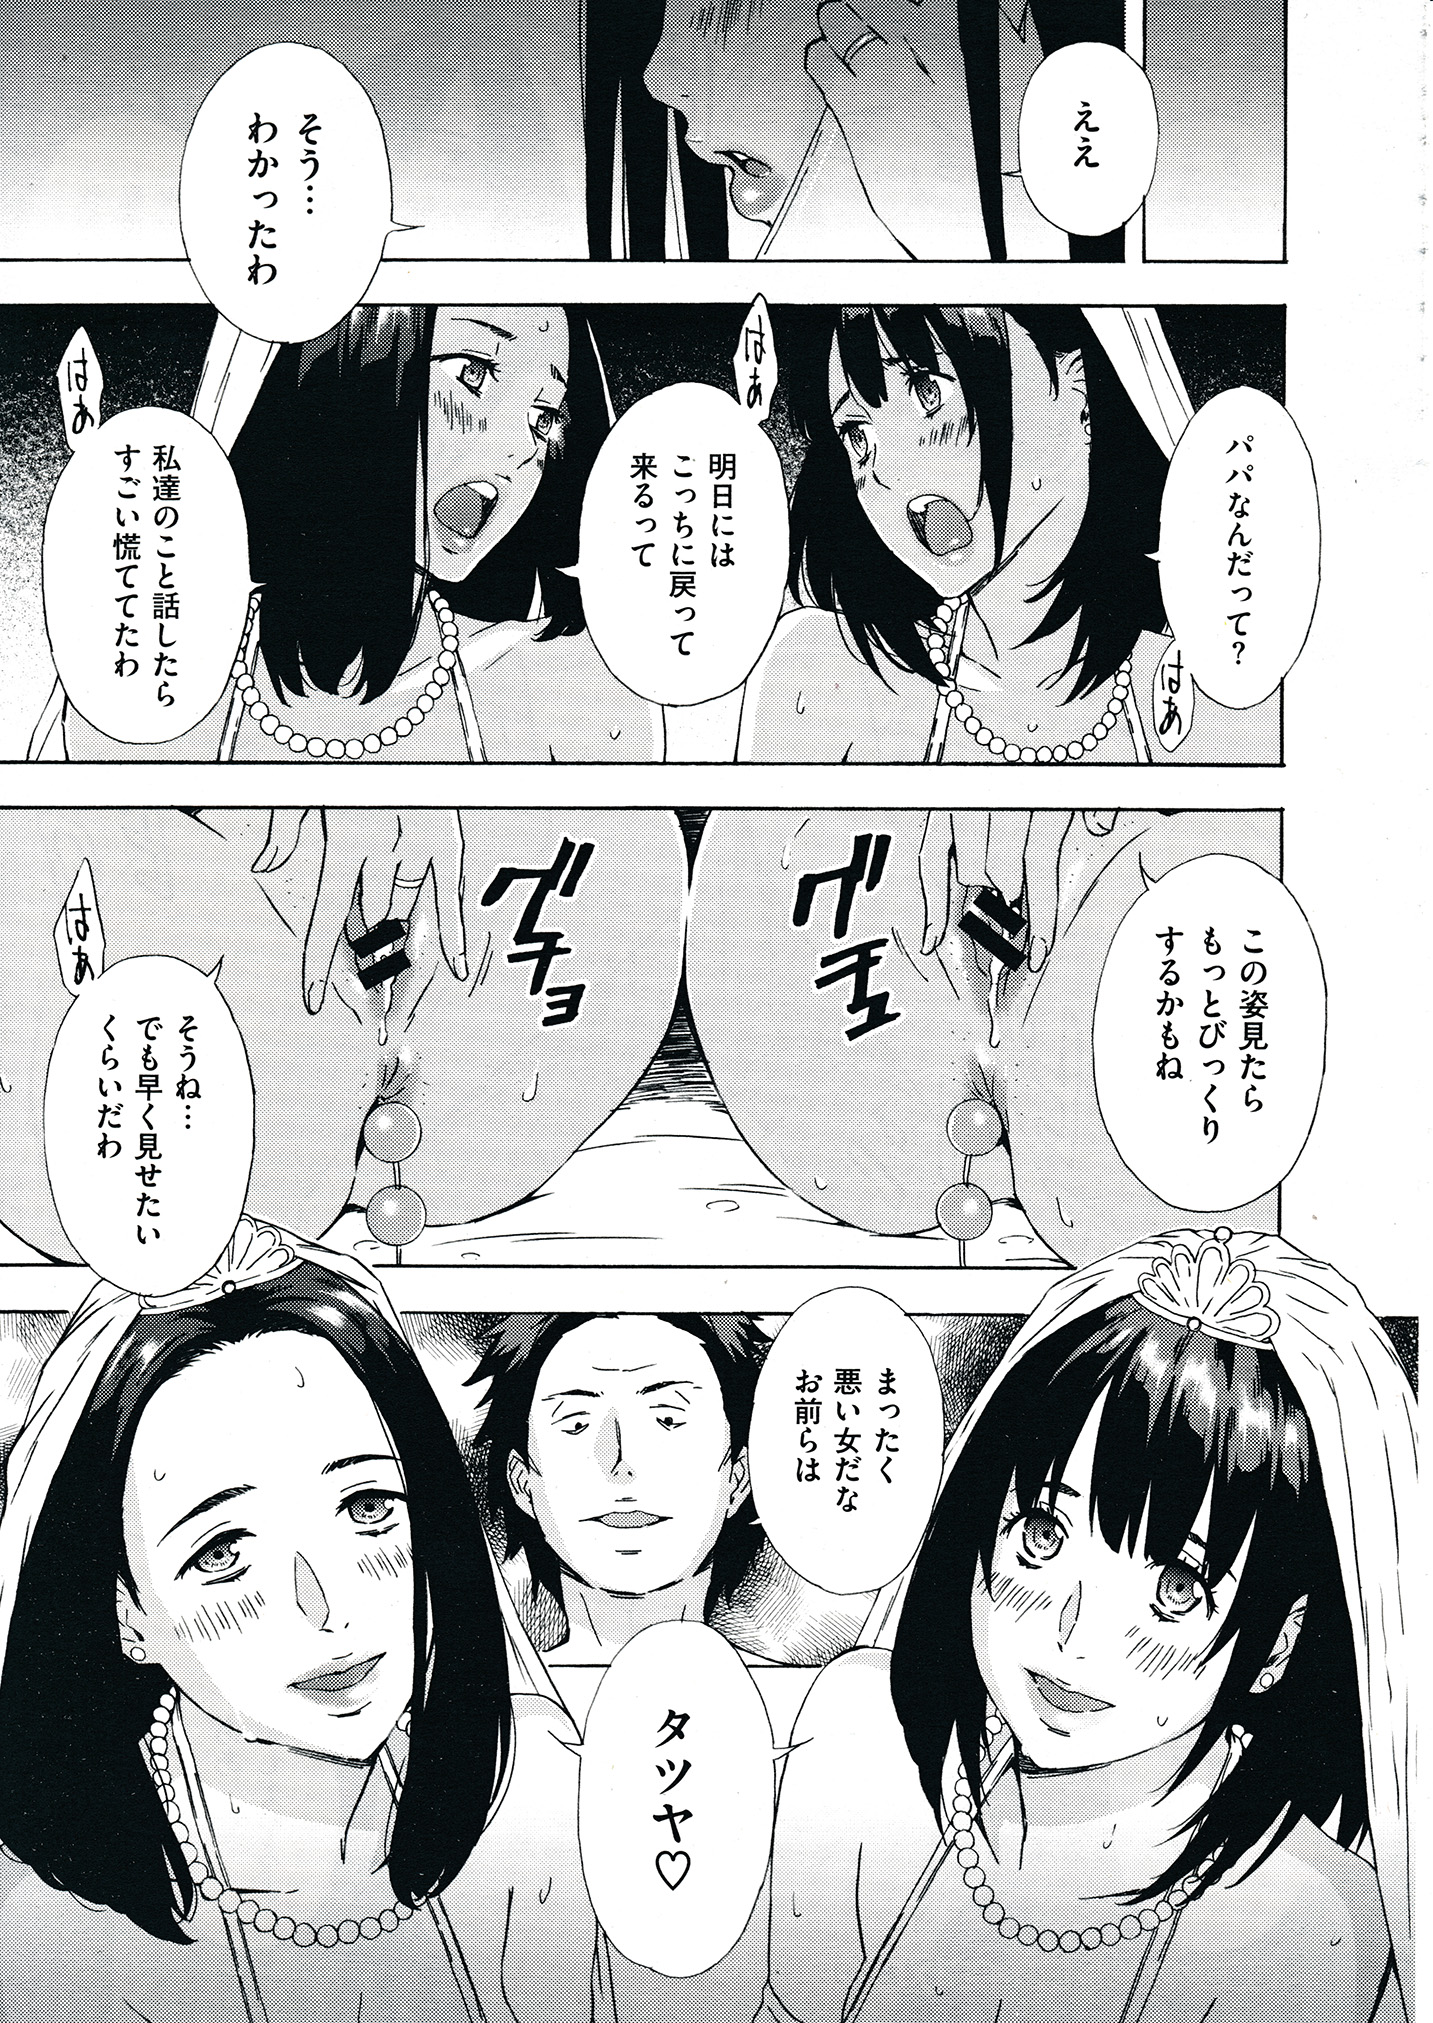 ええ
そう…
わかったわ
パパなんだって？
はぁ
はぁ
明日には
こっちに戻って
来るって
はぁ
私達のこと話したら
すごい慌ててたわ
この姿見たら
もっとびっくり
するかもね
グチュ
グチョ
はぁ
そうね…
でも早く見せたい
くらいだわ
まったく
悪い女だな
お前らは
タツヤ♡